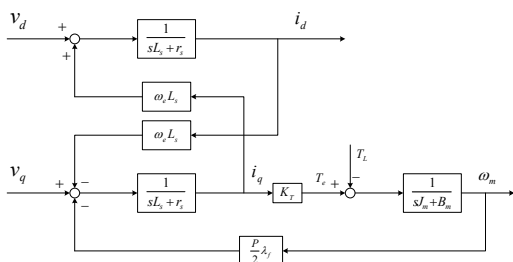 v_d + + 1 / (sL_s + r_s) i_d
ω_e L_s
ω_e L_s
v_q + − − 1 / (sL_s + r_s) i_q K_T T_e + − T_L 1 / (sJ_m + B_m) ω_m
P / 2 λ_f